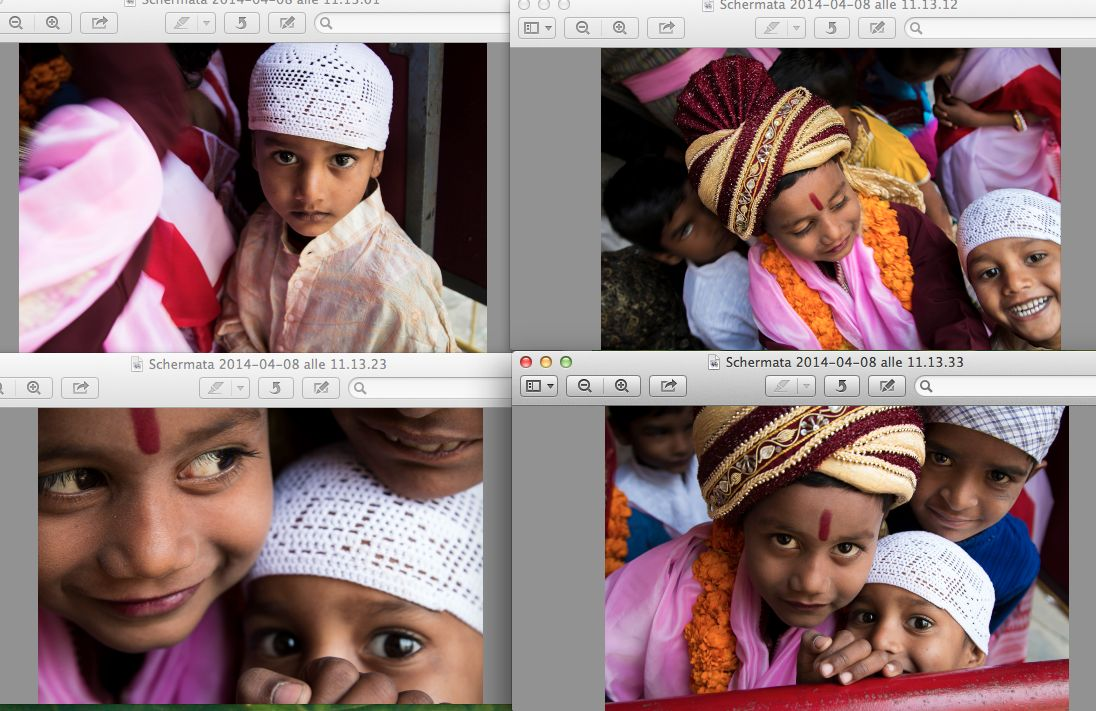 Schermata 2014-04-08 alle 11.13.01
Schermata 2014-04-08 alle 11.13.12
Schermata 2014-04-08 alle 11.13.23
Schermata 2014-04-08 alle 11.13.33